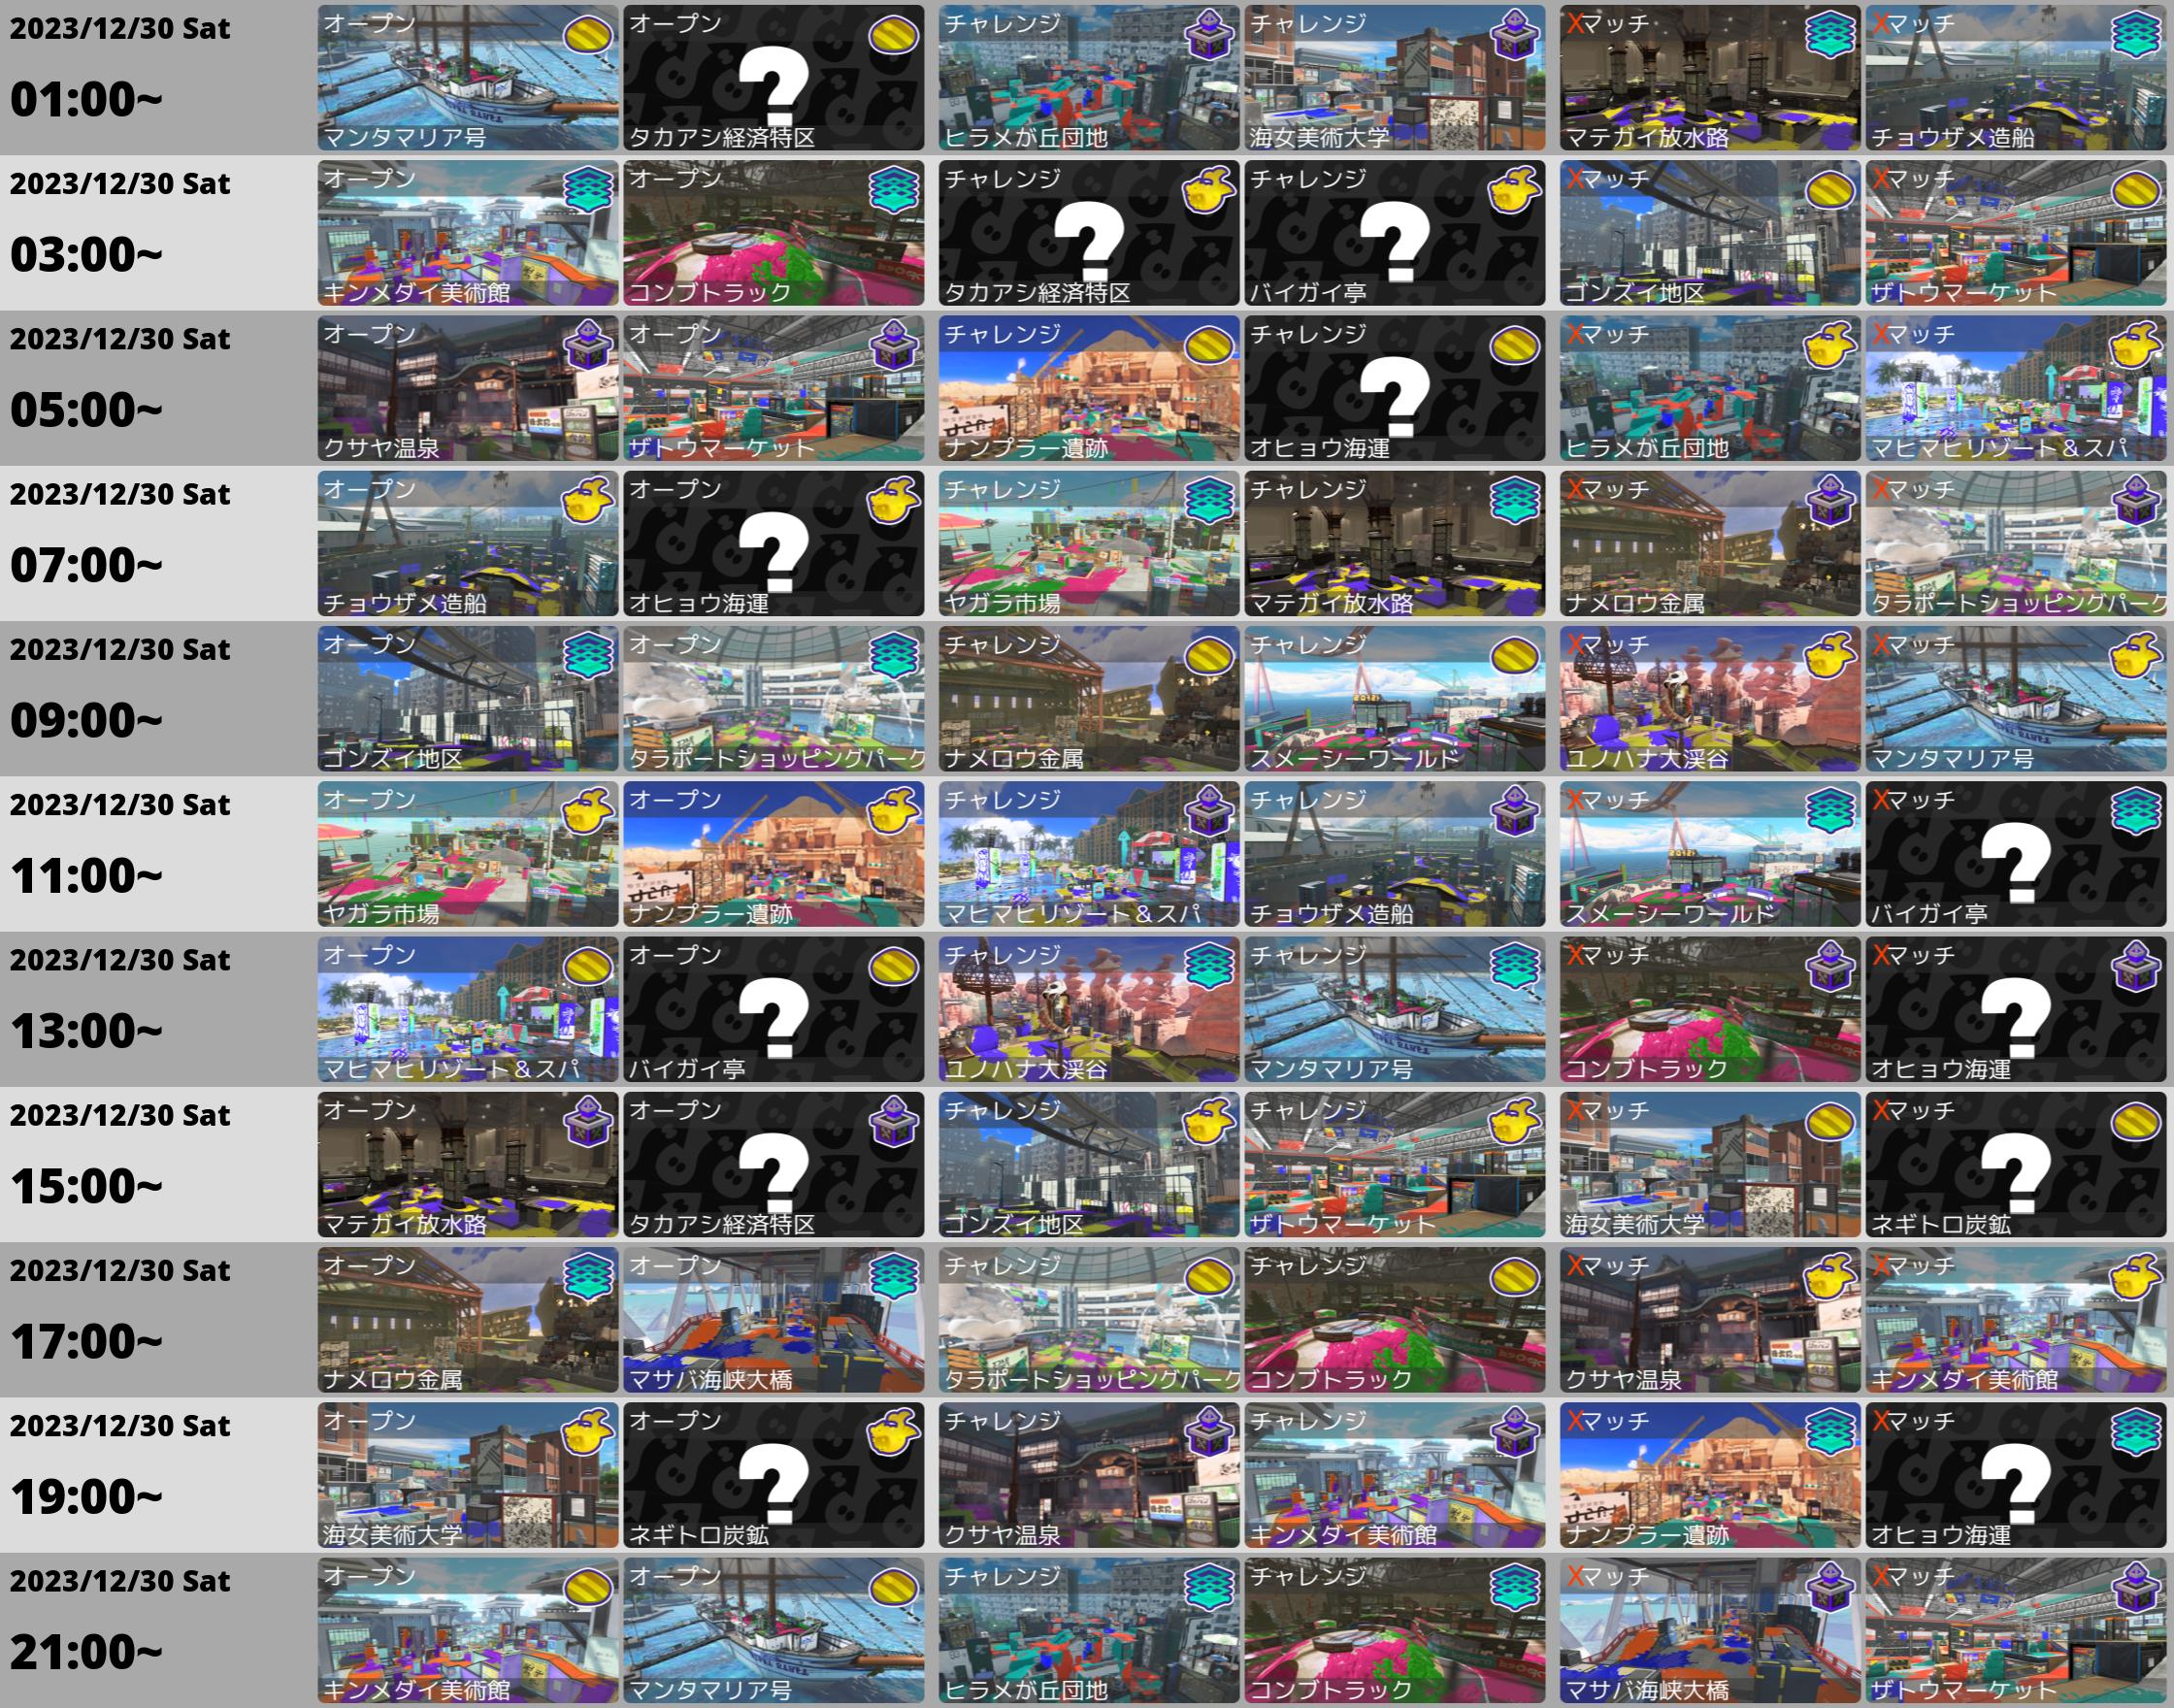 2023/12/30 Sat
01:00~
オープン
マンタマリア号
オープン
タカアシ経済特区
チャレンジ
ヒラメが丘団地
チャレンジ
海女美術大学
Xマッチ
マテガイ放水路
Xマッチ
チョウザメ造船
2023/12/30 Sat
03:00~
オープン
キンメダイ美術館
オープン
コンブトラック
チャレンジ
タカアシ経済特区
チャレンジ
バイガイ亭
Xマッチ
ゴンズイ地区
Xマッチ
ザトウマーケット
2023/12/30 Sat
05:00~
オープン
クサヤ温泉
オープン
ザトウマーケット
チャレンジ
ナンプラー遺跡
チャレンジ
オヒョウ海運
Xマッチ
ヒラメが丘団地
Xマッチ
マヒマヒリゾート&スパ
2023/12/30 Sat
07:00~
オープン
チョウザメ造船
オープン
オヒョウ海運
チャレンジ
ヤガラ市場
チャレンジ
マテガイ放水路
Xマッチ
ナメロウ金属
Xマッチ
タラポートショッピングパーク
2023/12/30 Sat
09:00~
オープン
ゴンズイ地区
オープン
タラポートショッピングパーク
チャレンジ
ナメロウ金属
チャレンジ
スメーシーワールド
Xマッチ
ユノハナ大渓谷
Xマッチ
マンタマリア号
2023/12/30 Sat
11:00~
オープン
ヤガラ市場
オープン
ナンプラー遺跡
チャレンジ
マヒマヒリゾート&スパ
チャレンジ
チョウザメ造船
Xマッチ
スメーシーワールド
Xマッチ
バイガイ亭
2023/12/30 Sat
13:00~
オープン
マヒマヒリゾート&スパ
オープン
バイガイ亭
チャレンジ
ユノハナ大渓谷
チャレンジ
マンタマリア号
Xマッチ
コンブトラック
Xマッチ
オヒョウ海運
2023/12/30 Sat
15:00~
オープン
マテガイ放水路
オープン
タカアシ経済特区
チャレンジ
ゴンズイ地区
チャレンジ
ザトウマーケット
Xマッチ
海女美術大学
Xマッチ
ネギトロ炭鉱
2023/12/30 Sat
17:00~
オープン
ナメロウ金属
オープン
マサバ海峡大橋
チャレンジ
タラポートショッピングパーク
チャレンジ
コンブトラック
Xマッチ
クサヤ温泉
Xマッチ
キンメダイ美術館
2023/12/30 Sat
19:00~
オープン
海女美術大学
オープン
ネギトロ炭鉱
チャレンジ
クサヤ温泉
チャレンジ
キンメダイ美術館
Xマッチ
ナンプラー遺跡
Xマッチ
オヒョウ海運
2023/12/30 Sat
21:00~
オープン
キンメダイ美術館
オープン
マンタマリア号
チャレンジ
ヒラメが丘団地
チャレンジ
コンブトラック
Xマッチ
マサバ海峡大橋
Xマッチ
ザトウマーケット